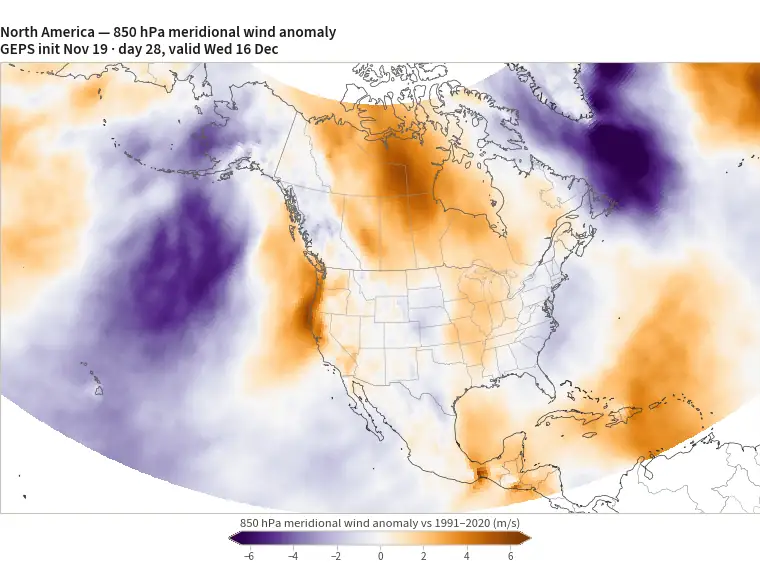 North America — 850 hPa meridional wind anomaly
GEPS init Nov 19 · day 28, valid Wed 16 Dec
850 hPa meridional wind anomaly vs 1991–2020 (m/s)
−6 −4 −2 0 2 4 6